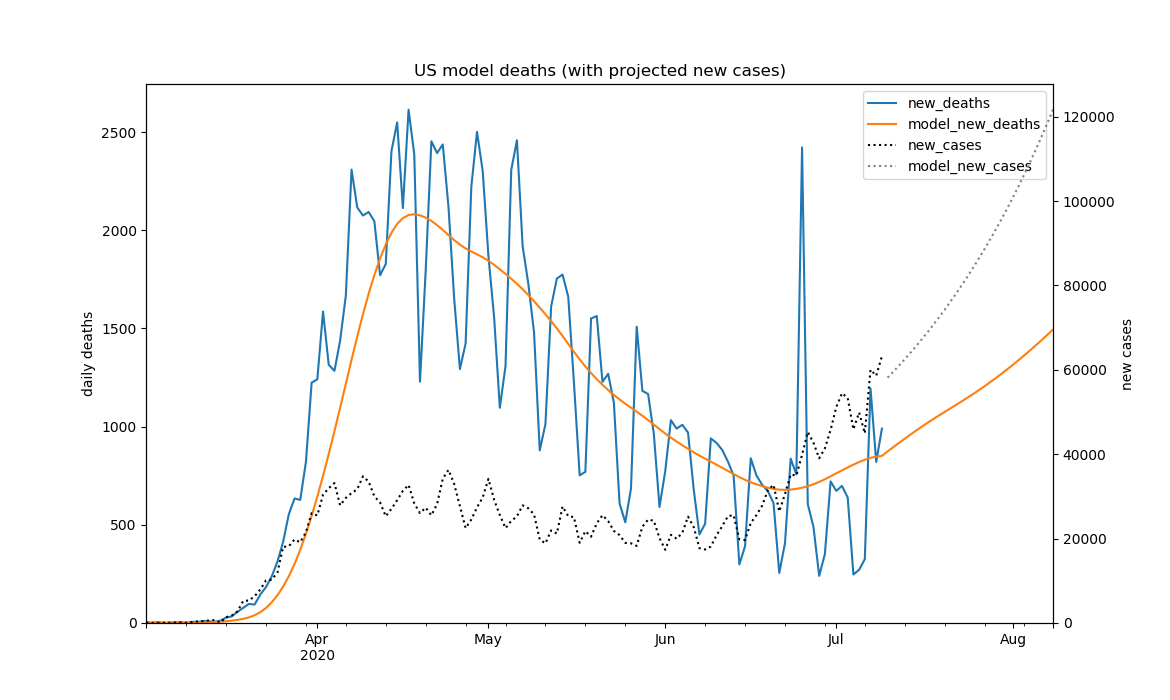 US model deaths (with projected new cases)
new_deaths
model_new_deaths
new_cases
model_new_cases
2500
2000
1500
1000
500
0
daily deaths
120000
100000
80000
60000
40000
20000
0
new cases
Apr
2020
May
Jun
Jul
Aug